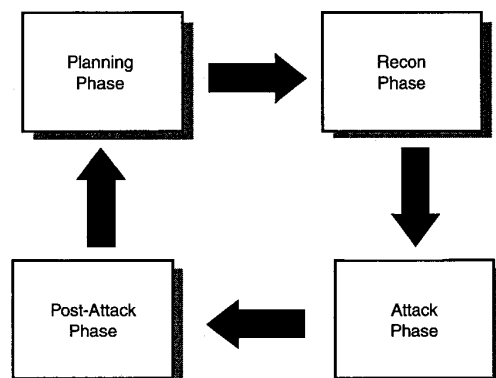 Planning
Phase
Recon
Phase
Post-Attack
Phase
Attack
Phase